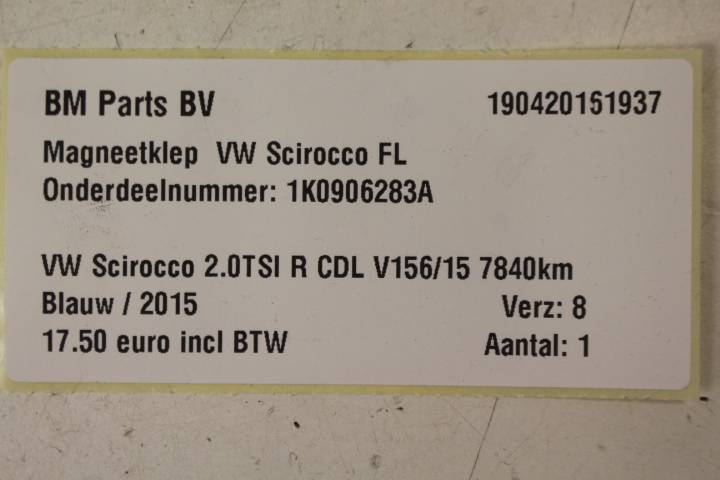 BM Parts BV 190420151937
Magneetklep VW Scirocco FL
Onderdeelnummer: 1K0906283A
VW Scirocco 2.0TSI R CDL V156/15 7840km
Blauw / 2015 Verz: 8
17.50 euro incl BTW Aantal: 1